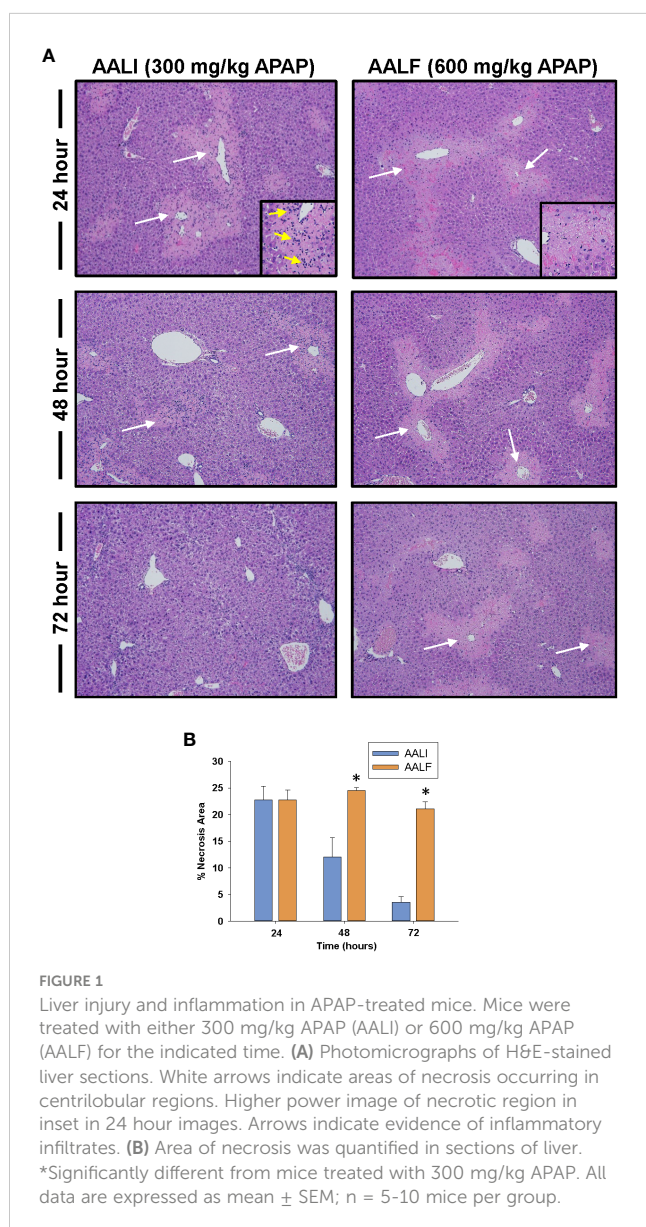 A
AALI (300 mg/kg APAP)
AALF (600 mg/kg APAP)
24 hour
48 hour
72 hour
B
AALI
AALF
30
25
20
15
10
5
0
% Necrosis Area
*
*
24
48
72
Time (hours)
FIGURE 1
Liver injury and inflammation in APAP-treated mice. Mice were
treated with either 300 mg/kg APAP (AALI) or 600 mg/kg APAP
(AALF) for the indicated time. (A) Photomicrographs of H&E-stained
liver sections. White arrows indicate areas of necrosis occurring in
centrilobular regions. Higher power image of necrotic region in
inset in 24 hour images. Arrows indicate evidence of inflammatory
infiltrates. (B) Area of necrosis was quantified in sections of liver.
*Significantly different from mice treated with 300 mg/kg APAP. All
data are expressed as mean ± SEM; n = 5-10 mice per group.